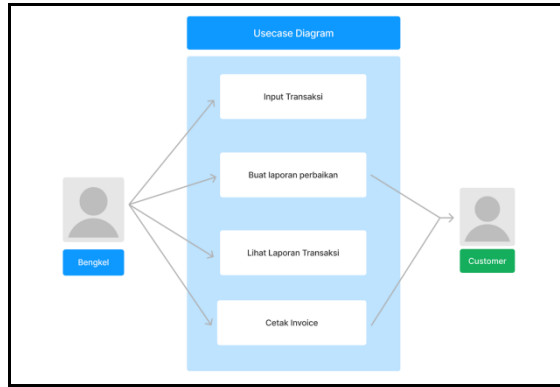 Usecase Diagram
Input Transaksi
Buat laporan perbaikan
Lihat Laporan Transaksi
Cetak Invoice
Bengkel
Customer